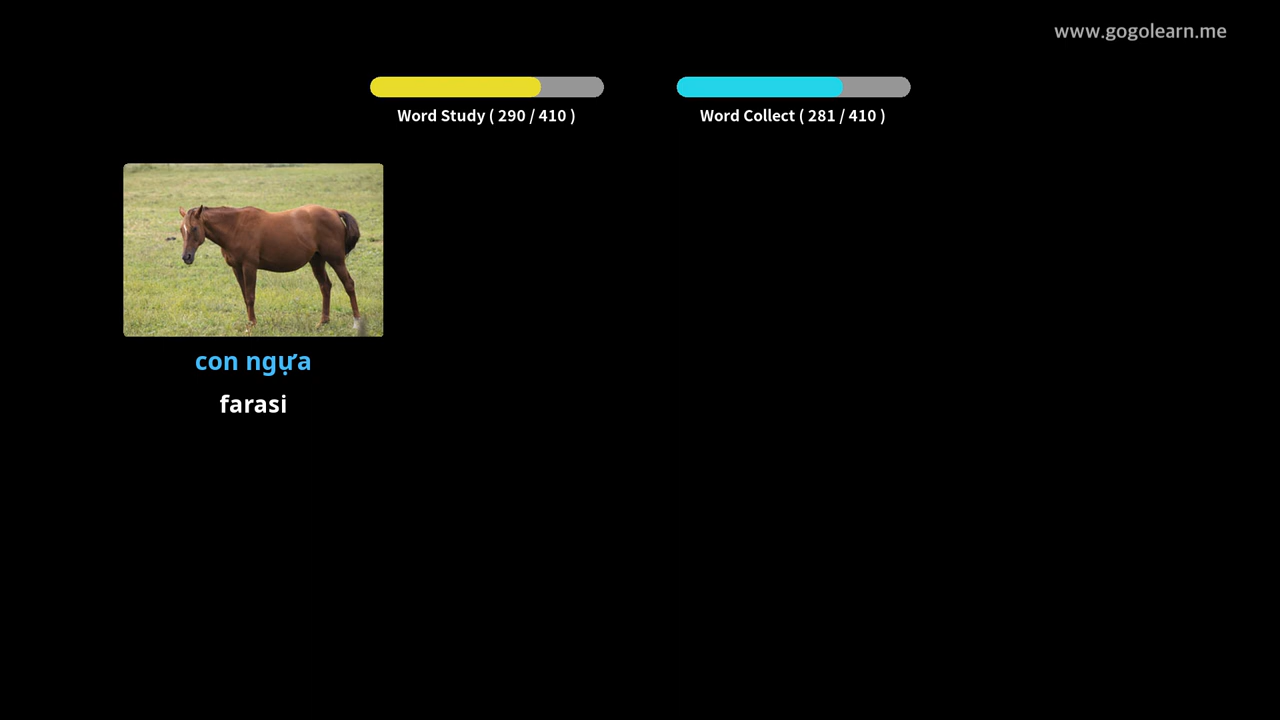 www.gogolearn.me
Word Study ( 290 / 410 )
Word Collect ( 281 / 410 )
con ngựa
farasi